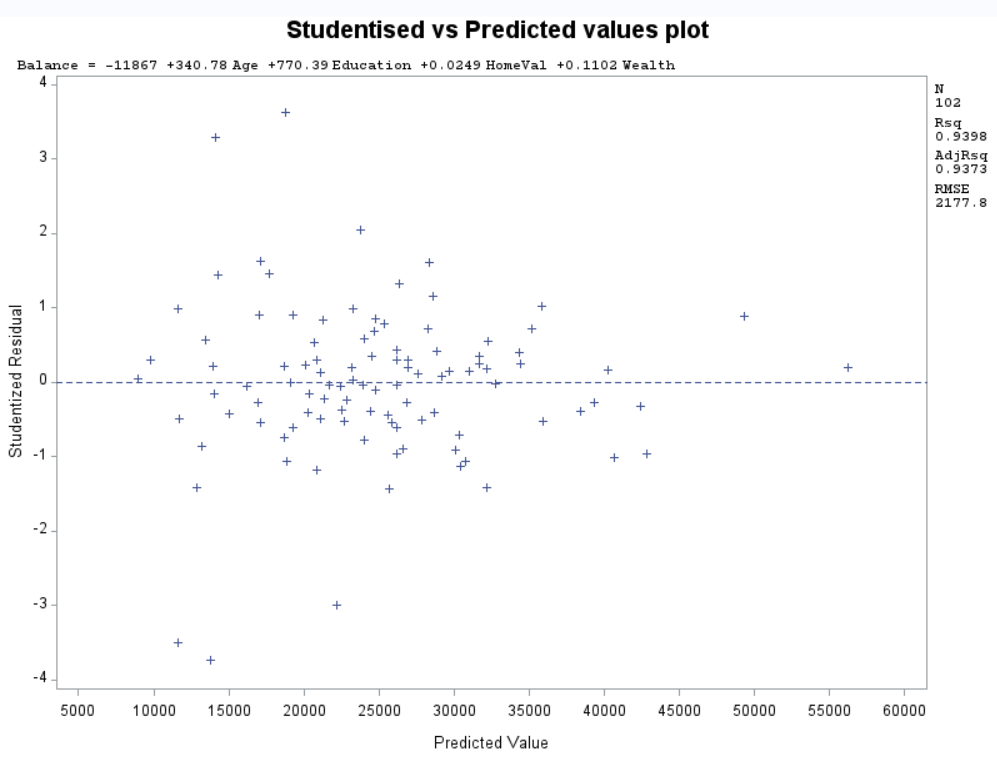 Studentised vs Predicted values plot
Balance = -11867 +340.78 Age +770.39 Education +0.0249 HomeVal +0.1102 Wealth
N
102
Rsq
0.9398
AdjRsq
0.9373
RMSE
2177.8
4
3
2
1
0
-1
-2
-3
-4
Studentized Residual
5000 10000 15000 20000 25000 30000 35000 40000 45000 50000 55000 60000
Predicted Value